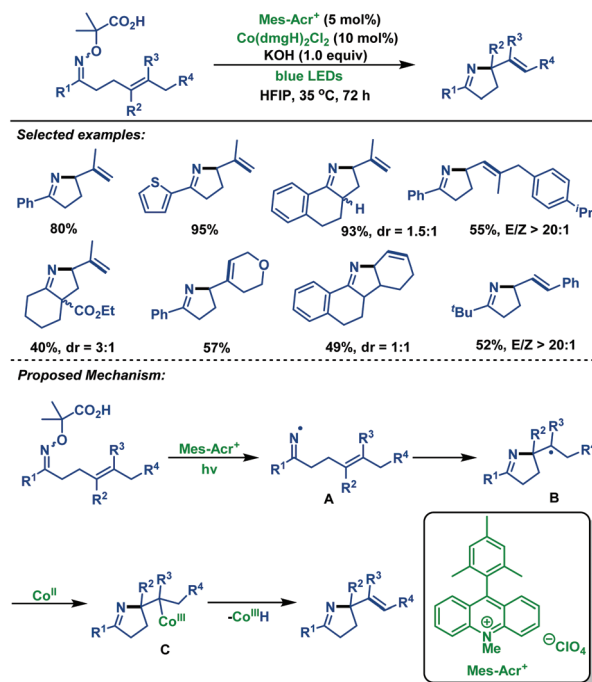 CO₂H
O
N
R¹
R²
R³
R⁴
Mes-Acr⁺ (5 mol%)
Co(dmgH)₂Cl₂ (10 mol%)
KOH (1.0 equiv)
blue LEDs
HFIP, 35 °C, 72 h
R² R³
N
R⁴
R¹
Selected examples:
N
Ph
80%
S
N
95%
N
H
93%, dr = 1.5:1
N
Ph
iPr
55%, E/Z > 20:1
N
CO₂Et
40%, dr = 3:1
N
O
Ph
57%
N
49%, dr = 1:1
N
Ph
tBu
52%, E/Z > 20:1
Proposed Mechanism:
CO₂H
O
N
R¹
R²
R³
R⁴
Mes-Acr⁺
hv
N•
R³
R⁴
R¹
R²
A
R² R³
N
R⁴
R¹
B
Coᴵᴵ
R² R³
N
R⁴
R¹
Coᴵᴵᴵ
C
-CoᴵᴵᴵH
R² R³
N
R⁴
R¹
N
+
Me
⊖ClO₄
Mes-Acr⁺